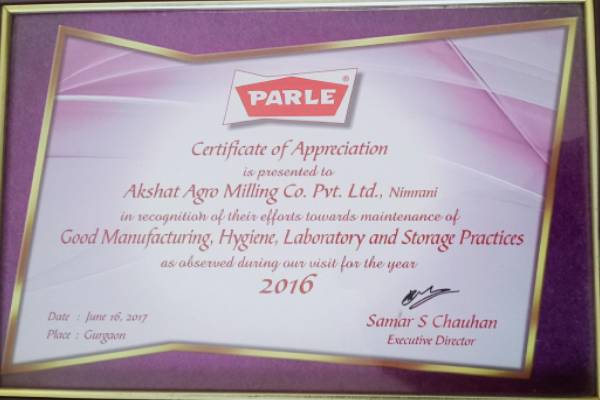 PARLE®
Certificate of Appreciation
is presented to
Akshat Agro Milling Co. Pvt. Ltd., Nimrani
in recognition of their efforts towards maintenance of
Good Manufacturing, Hygiene, Laboratory and Storage Practices
as observed during our visit for the year
2016
Date : June 16, 2017
Place : Gurgaon
Samar S Chauhan
Executive Director